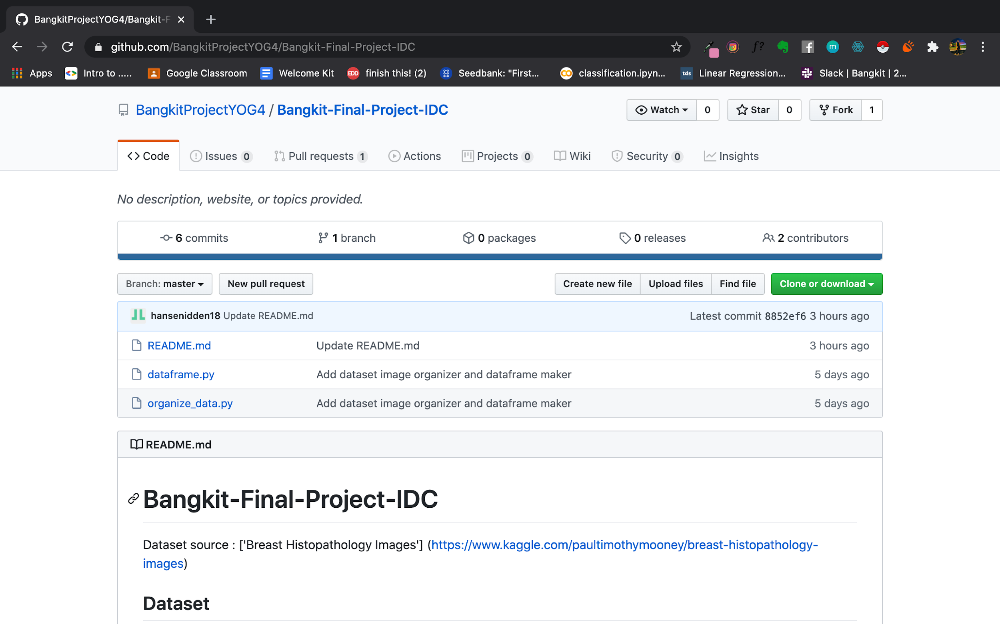 BangkitProjectYOG4/Bangkit-F
github.com/BangkitProjectYOG4/Bangkit-Final-Project-IDC
f?
m
Apps
Intro to .....
Google Classroom
Welcome Kit
EDD
finish this! (2)
Seedbank: "First...
classification.ipyn...
tds
Linear Regression...
Slack | Bangkit | 2...
BangkitProjectYOG4 / Bangkit-Final-Project-IDC
Watch 0
Star 0
Fork 1
Code
Issues 0
Pull requests 1
Actions
Projects 0
Wiki
Security 0
Insights
No description, website, or topics provided.
6 commits
1 branch
0 packages
0 releases
2 contributors
Branch: master
New pull request
Create new file
Upload files
Find file
Clone or download
hansenidden18 Update README.md
Latest commit 8852ef6 3 hours ago
README.md Update README.md 3 hours ago
dataframe.py Add dataset image organizer and dataframe maker 5 days ago
organize_data.py Add dataset image organizer and dataframe maker 5 days ago
README.md
Bangkit-Final-Project-IDC
Dataset source : ['Breast Histopathology Images'] (https://www.kaggle.com/paultimothymooney/breast-histopathology-
images)
Dataset